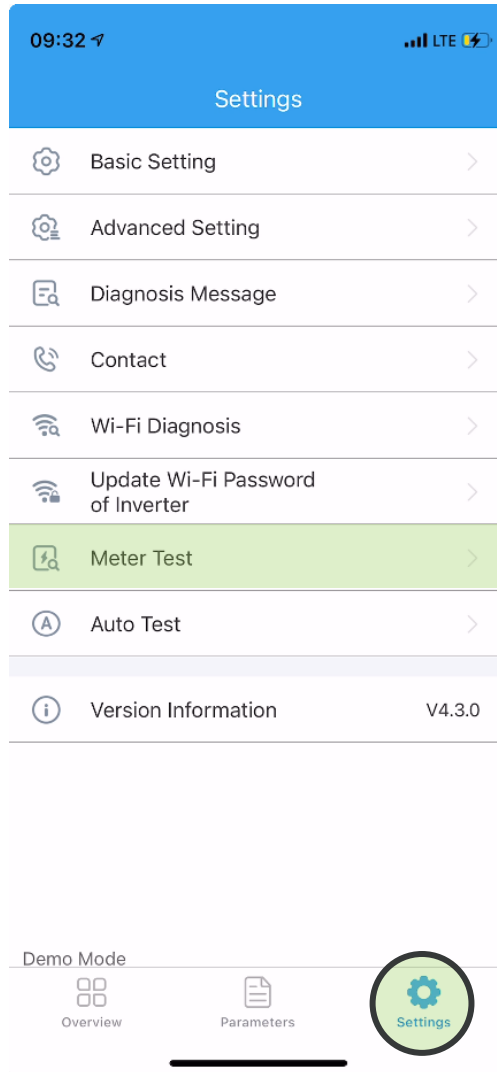 09:32 LTE
Settings
Basic Setting
Advanced Setting
Diagnosis Message
Contact
Wi-Fi Diagnosis
Update Wi-Fi Password
of Inverter
Meter Test
A Auto Test
Version Information V4.3.0
Demo Mode
Overview Parameters Settings